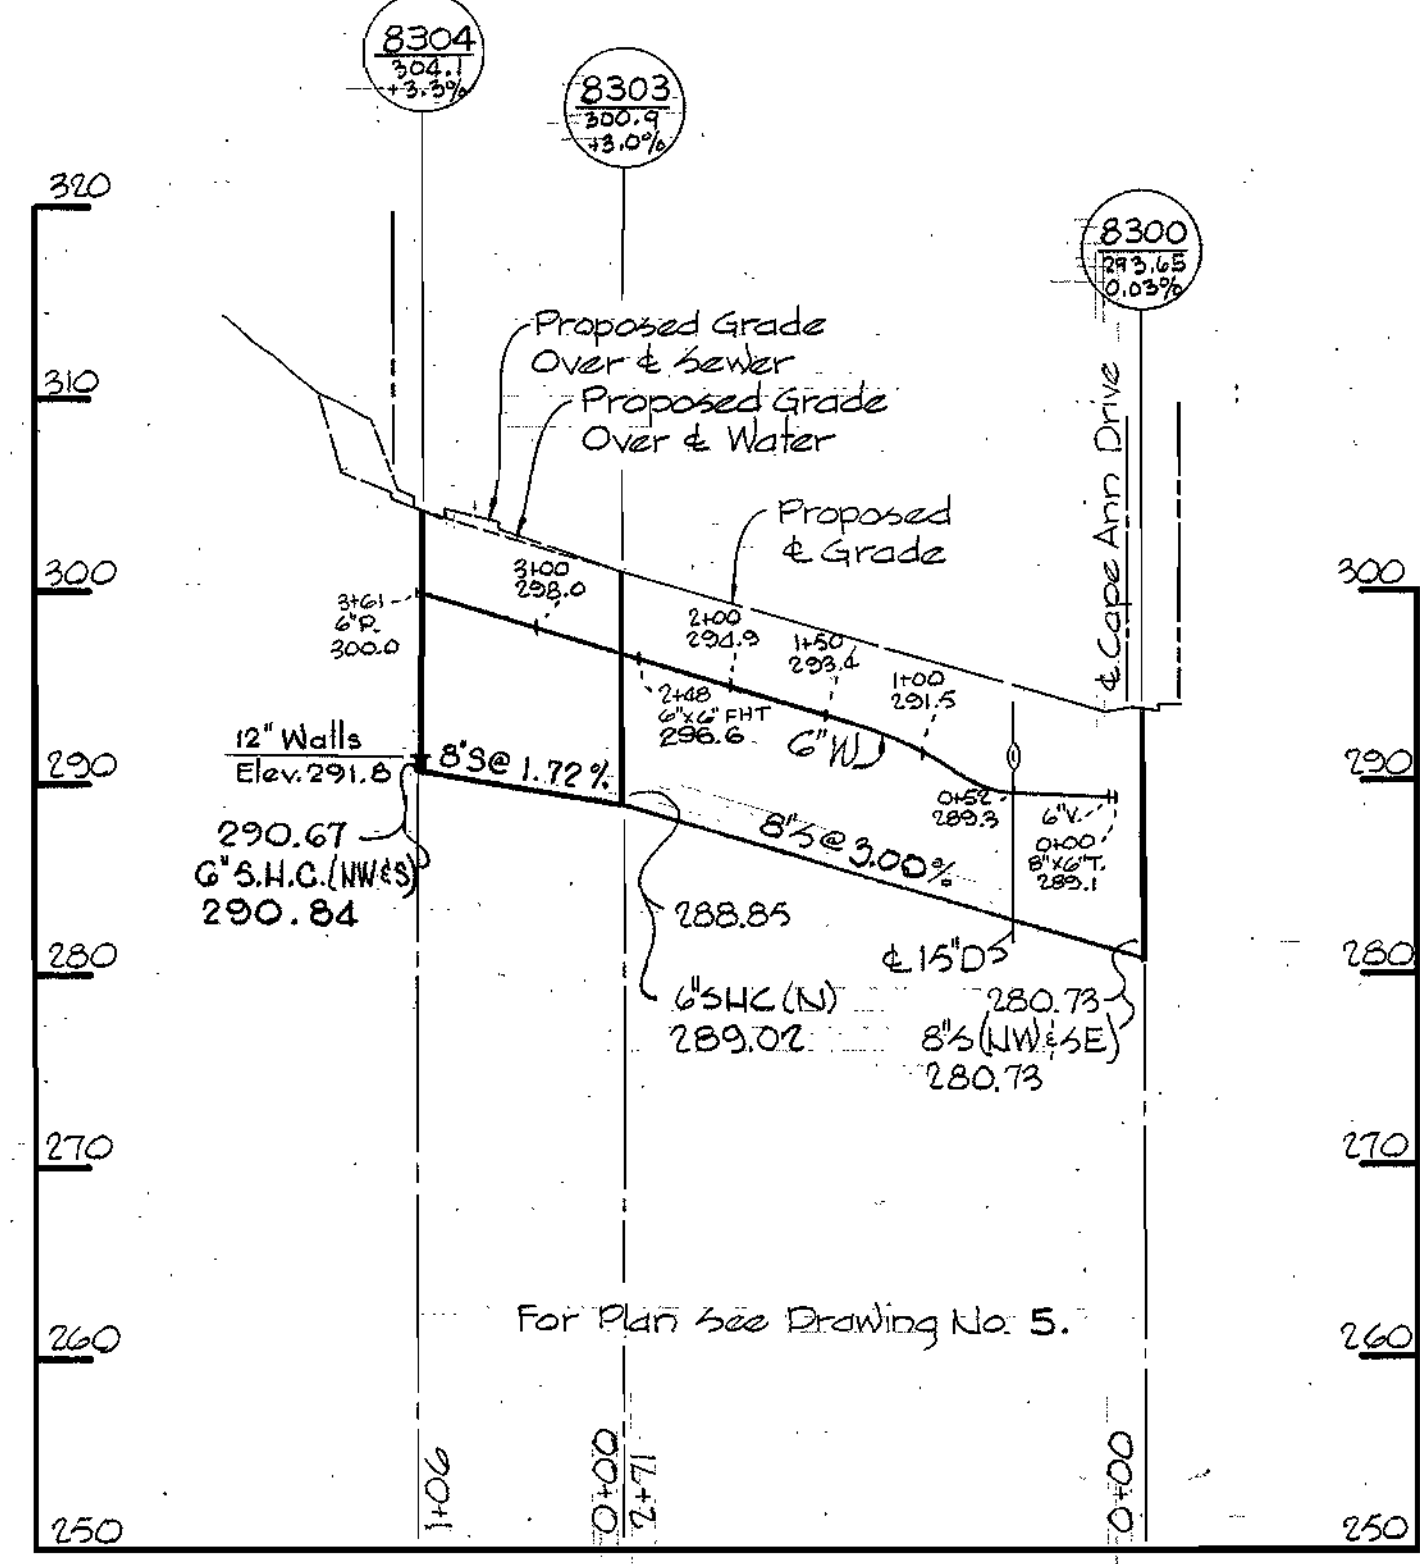 8304
304.1
+3.3%
8303
300.9
+3.0%
8300
293.65
0.03%
320
310
300
290
280
270
260
250
300
290
280
270
260
250
Proposed Grade
Over ℄ Sewer
Proposed Grade
Over ℄ Water
Proposed
℄ Grade
℄ Cape Ann Drive
3+61
6"P.
300.0
3+00
298.0
2+48
6"x6" FHT
296.6
2+00
294.9
1+50
293.4
1+00
291.5
6"W
0+52
289.3
6"V.
0+00
8"x6"T.
289.1
12" Walls
Elev. 291.8
8"S@ 1.72%
290.67
6"S.H.C.(NW&S)
290.84
8"S@3.00%
288.85
6"SHC (N)
289.02
℄ 15"D
280.73
8"S(NW&SE)
280.73
For Plan See Drawing No. 5.
1+06
0+00
2+71
0+00